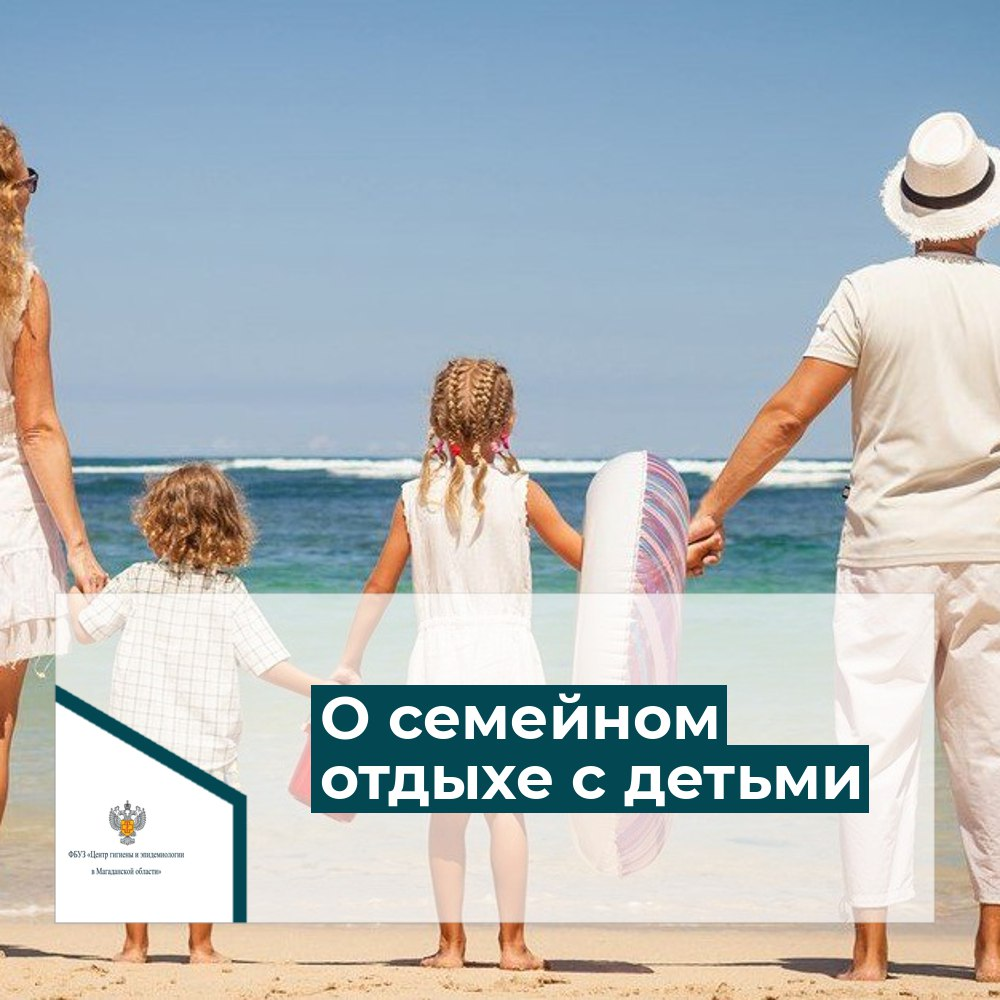 О семейном
отдыхе с детьми
ФБУЗ «Центр гигиены и эпидемиологии
в Магаданской области»